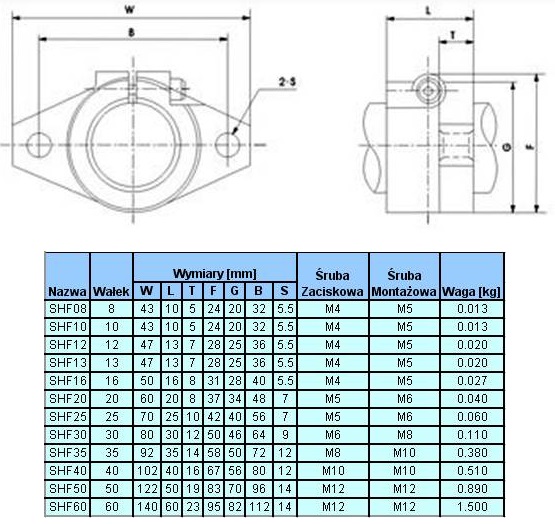 W
B
2-S
L
T
G
F
Wymiary [mm] Śruba Śruba
Nazwa Wałek W L T F G B S Zaciskowa Montażowa Waga [kg]
SHF08 8 43 10 5 24 20 32 5.5 M4 M5 0.013
SHF10 10 43 10 5 24 20 32 5.5 M4 M5 0.013
SHF12 12 47 13 7 28 25 36 5.5 M4 M5 0.020
SHF13 13 47 13 7 28 25 36 5.5 M4 M5 0.020
SHF16 16 50 16 8 31 28 40 5.5 M4 M5 0.027
SHF20 20 60 20 8 37 34 48 7 M5 M6 0.040
SHF25 25 70 25 10 42 40 56 7 M5 M6 0.060
SHF30 30 80 30 12 50 46 64 9 M6 M8 0.110
SHF35 35 92 35 14 58 50 72 12 M8 M10 0.380
SHF40 40 102 40 16 67 56 80 12 M10 M10 0.510
SHF50 50 122 50 19 83 70 96 14 M12 M12 0.890
SHF60 60 140 60 23 95 82 112 14 M12 M12 1.500